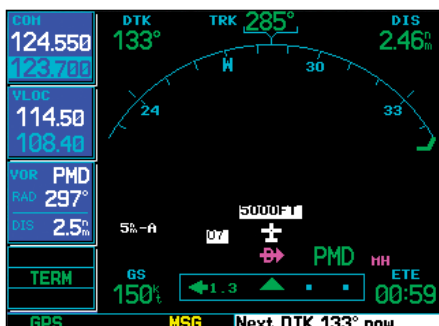 COM
124.550
123.700
VLOC
114.50
108.40
VOR PMD
RAD 297°
DIS 2.5nm
TERM
DTK
133°
TRK 285°
DIS
2.46nm
24
W
30
33
5000FT
5nm-A
07
PMD
MH
GS
150kt
1.3
ETE
00:59
GPS
MSG
Next DTK 133° now